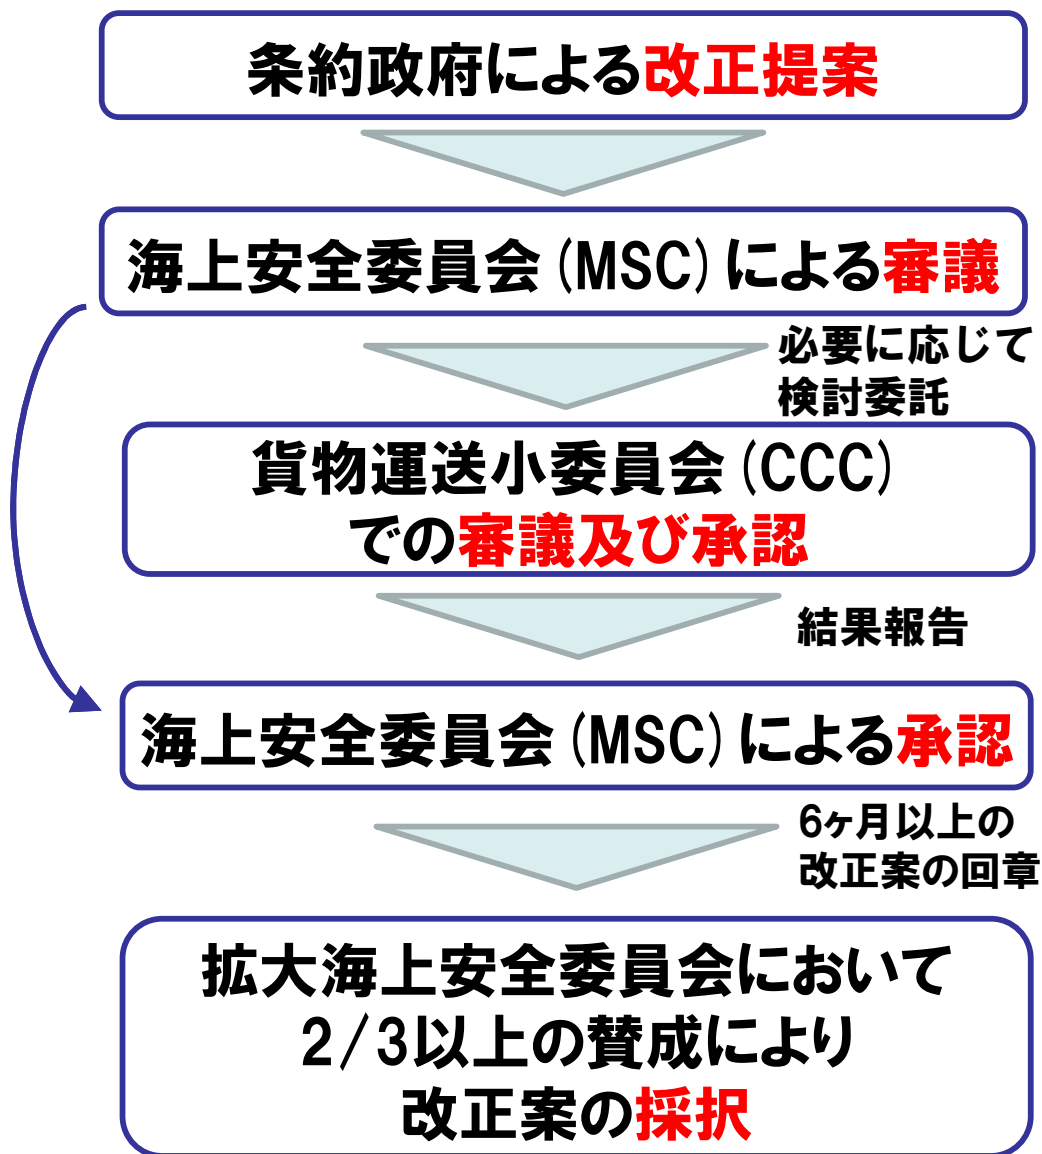 条約政府による改正提案
海上安全委員会(MSC)による審議
必要に応じて
検討委託
貨物運送小委員会(CCC)
での審議及び承認
結果報告
海上安全委員会(MSC)による承認
6ヶ月以上の
改正案の回章
拡大海上安全委員会において
2/3以上の賛成により
改正案の採択